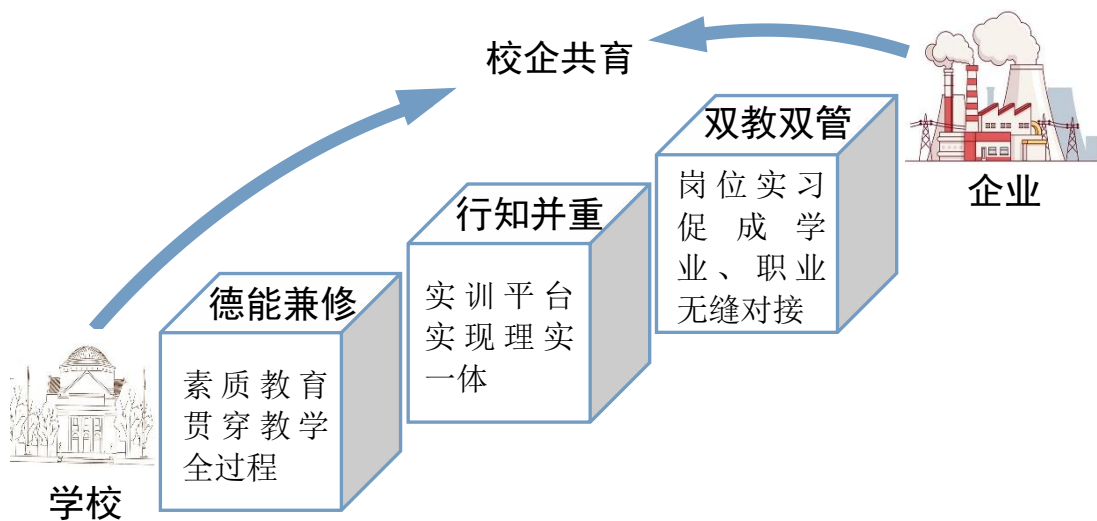 校企共育
双教双管
岗位实习
促成学
业、职业
无缝对接
企业
行知并重
实训平台
实现理实
一体
德能兼修
素质教育
贯穿教学
全过程
学校